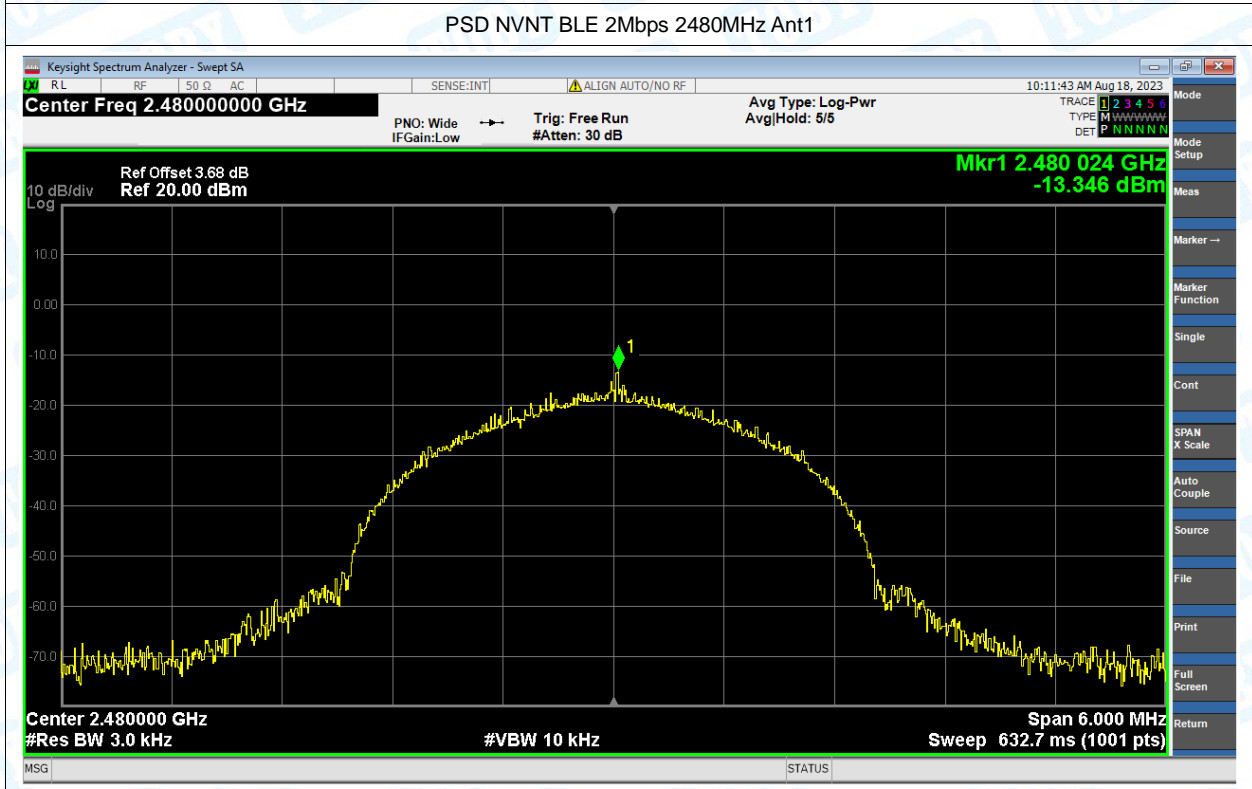 PSD NVNT BLE 2Mbps 2480MHz Ant1
Keysight Spectrum Analyzer - Swept SA
LXI RL RF 50 Ω AC SENSE:INT ALIGN AUTO/NO RF 10:11:43 AM Aug 18, 2023
Center Freq 2.480000000 GHz
PNO: Wide
IFGain:Low
Trig: Free Run
#Atten: 30 dB
Avg Type: Log-Pwr
Avg|Hold: 5/5
TRACE 1 2 3 4 5 6
TYPE M WWWWW
DET P N N N N N
Mkr1 2.480 024 GHz
-13.346 dBm
Ref Offset 3.68 dB
10 dB/div Ref 20.00 dBm
Log
10.0
0.00
-10.0
-20.0
-30.0
-40.0
-50.0
-60.0
-70.0
1
Center 2.480000 GHz Span 6.000 MHz
#Res BW 3.0 kHz #VBW 10 kHz Sweep 632.7 ms (1001 pts)
MSG STATUS
Mode
Mode
Setup
Meas
Marker →
Marker
Function
Single
Cont
SPAN
X Scale
Auto
Couple
Source
File
Print
Full
Screen
Return